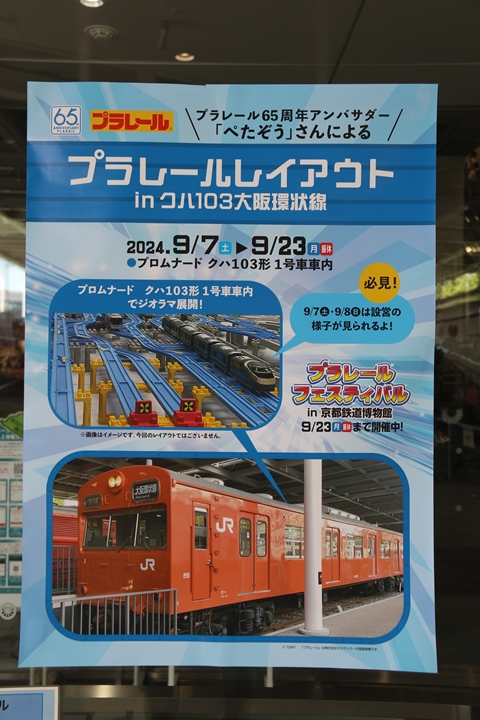 65
ANNIVERSARY
PLARAIL
プラレール
プラレール65周年アンバサダー
「ぺたぞう」さんによる
プラレールレイアウト
in クハ103大阪環状線
2024.9/7土▶9/23月振休
●プロムナード クハ103形 1号車車内
必見!
9/7土・9/8日は設営の
様子が見られるよ!
プロムナード クハ103形 1号車車内
でジオラマ展開!
※画像はイメージです。今回のレイアウトではございません。
プラレール
フェスティバル
in 京都鉄道博物館
9/23月振休まで開催中!
大阪環状線
JR
JR